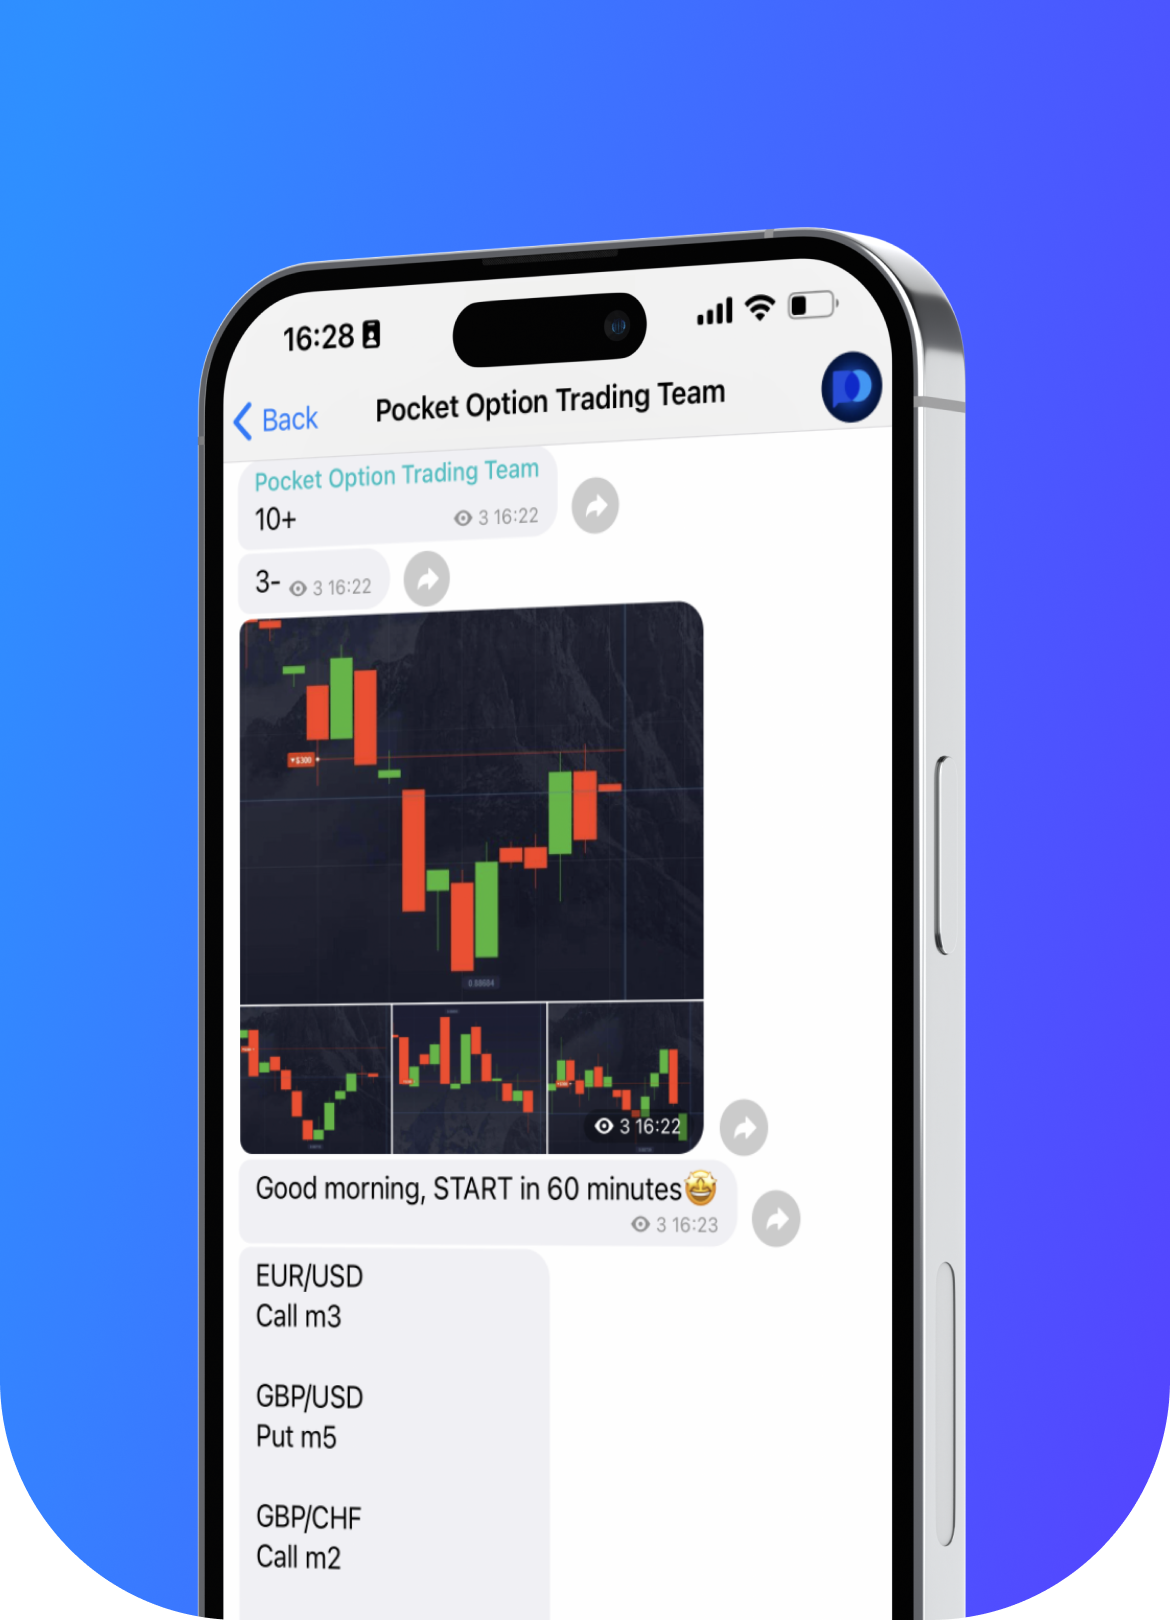 16:28
Back
Pocket Option Trading Team
Pocket Option Trading Team
10+
3 16:22
3-
3 16:22
▼$300
0.88604
3 16:22
Good morning, START in 60 minutes🤩
3 16:23
EUR/USD
Call m3
GBP/USD
Put m5
GBP/CHF
Call m2